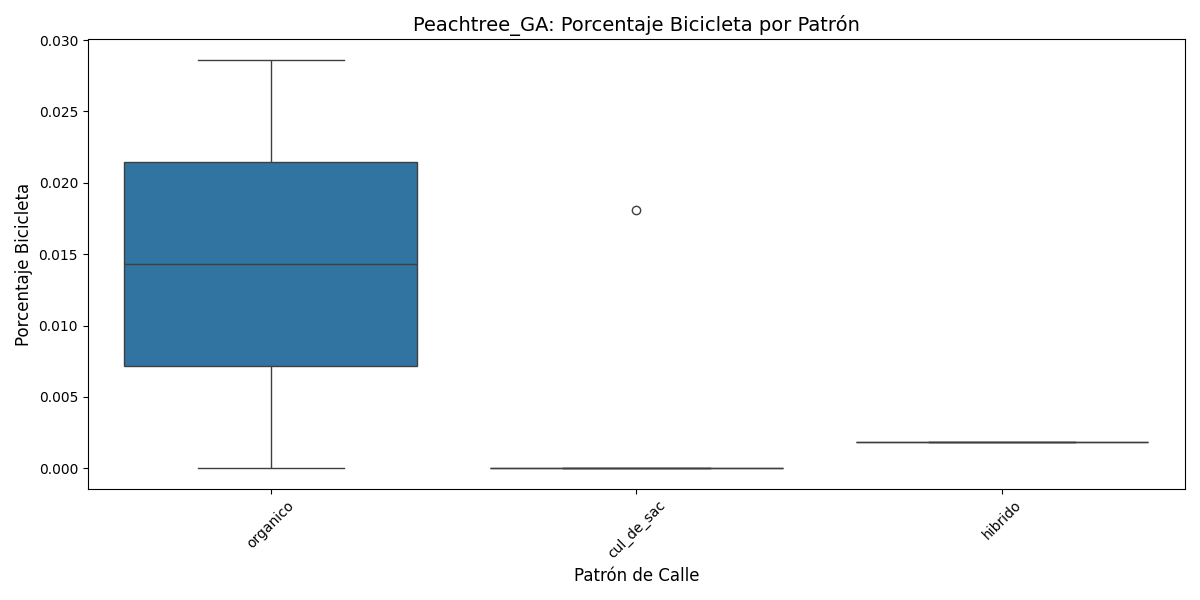 Peachtree_GA: Porcentaje Bicicleta por Patrón
Porcentaje Bicicleta
0.030
0.025
0.020
0.015
0.010
0.005
0.000
organico
cul_de_sac
hibrido
Patrón de Calle